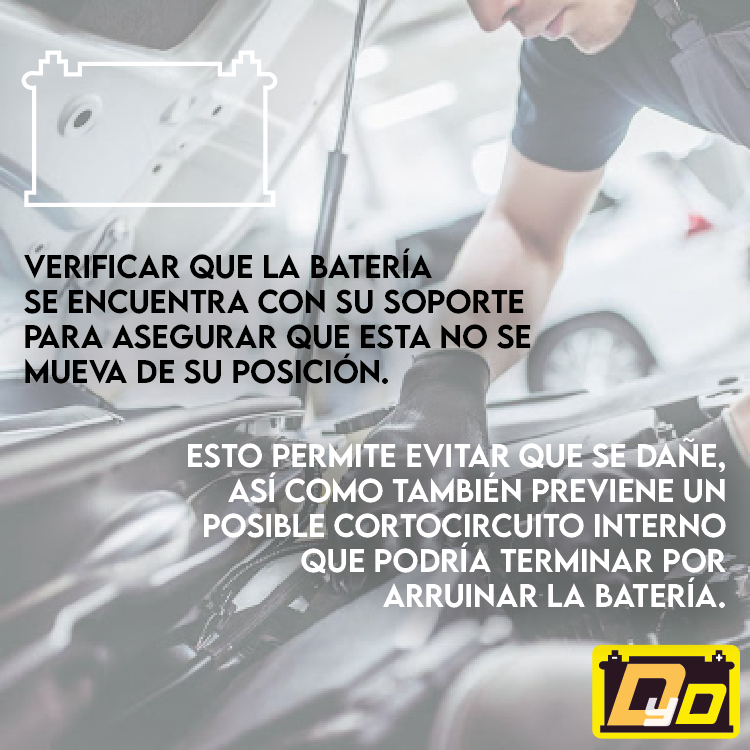 VERIFICAR QUE LA BATERÍA
SE ENCUENTRA CON SU SOPORTE
PARA ASEGURAR QUE ESTA NO SE
MUEVA DE SU POSICIÓN.
ESTO PERMITE EVITAR QUE SE DAÑE,
ASÍ COMO TAMBIÉN PREVIENE UN
POSIBLE CORTOCIRCUITO INTERNO
QUE PODRÍA TERMINAR POR
ARRUINAR LA BATERÍA.
- +
DyD